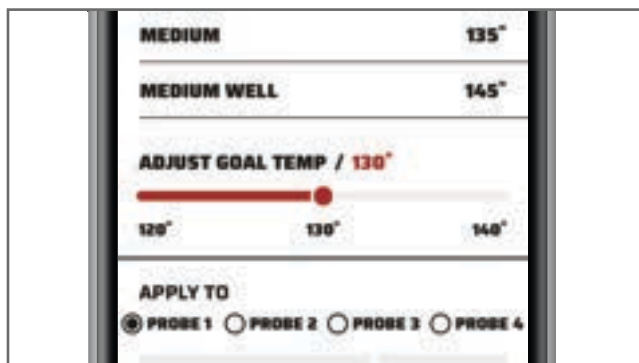 MEDIUM 135°
MEDIUM WELL 145°
ADJUST GOAL TEMP / 130°
120° 130° 140°
APPLY TO
PROBE 1 PROBE 2 PROBE 3 PROBE 4